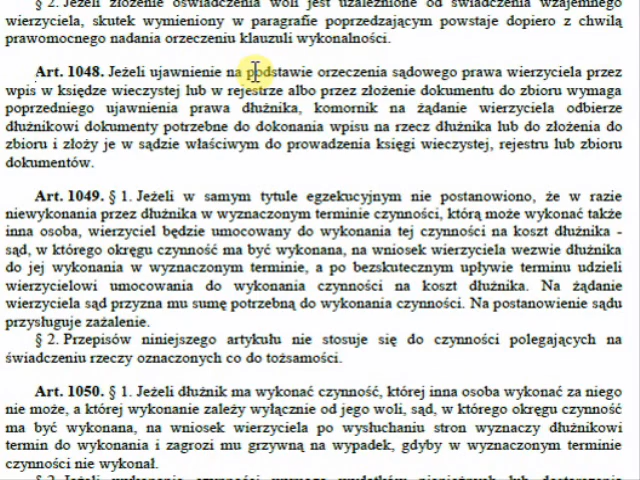 § 2. Jeżeli złożenie oświadczenia woli jest uzależnione od świadczenia wzajemnego
wierzyciela, skutek wymieniony w paragrafie poprzedzającym powstaje dopiero z chwilą
prawomocnego nadania orzeczeniu klauzuli wykonalności.
Art. 1048. Jeżeli ujawnienie na podstawie orzeczenia sądowego prawa wierzyciela przez
wpis w księdze wieczystej lub w rejestrze albo przez złożenie dokumentu do zbioru wymaga
poprzedniego ujawnienia prawa dłużnika, komornik na żądanie wierzyciela odbierze
dłużnikowi dokumenty potrzebne do dokonania wpisu na rzecz dłużnika lub do złożenia do
zbioru i złoży je w sądzie właściwym do prowadzenia księgi wieczystej, rejestru lub zbioru
dokumentów.
Art. 1049. § 1. Jeżeli w samym tytule egzekucyjnym nie postanowiono, że w razie
niewykonania przez dłużnika w wyznaczonym terminie czynności, którą może wykonać także
inna osoba, wierzyciel będzie umocowany do wykonania tej czynności na koszt dłużnika -
sąd, w którego okręgu czynność ma być wykonana, na wniosek wierzyciela wezwie dłużnika
do jej wykonania w wyznaczonym terminie, a po bezskutecznym upływie terminu udzieli
wierzycielowi umocowania do wykonania czynności na koszt dłużnika. Na żądanie
wierzyciela sąd przyzna mu sumę potrzebną do wykonania czynności. Na postanowienie sądu
przysługuje zażalenie.
§ 2. Przepisów niniejszego artykułu nie stosuje się do czynności polegających na
świadczeniu rzeczy oznaczonych co do tożsamości.
Art. 1050. § 1. Jeżeli dłużnik ma wykonać czynność, której inna osoba wykonać za niego
nie może, a której wykonanie zależy wyłącznie od jego woli, sąd, w którego okręgu czynność
ma być wykonana, na wniosek wierzyciela po wysłuchaniu stron wyznaczy dłużnikowi
termin do wykonania i zagrozi mu grzywną na wypadek, gdyby w wyznaczonym terminie
czynności nie wykonał.
§ 2. Jeżeli wykonanie czynności wymaga wydatków pieniężnych lub dostarczenia